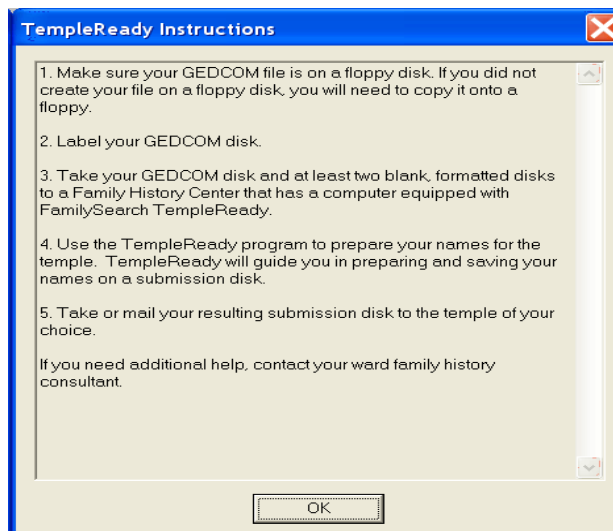 TempleReady Instructions
1. Make sure your GEDCOM file is on a floppy disk. If you did not
create your file on a floppy disk, you will need to copy it onto a
floppy.
2. Label your GEDCOM disk.
3. Take your GEDCOM disk and at least two blank, formatted disks
to a Family History Center that has a computer equipped with
FamilySearch TempleReady.
4. Use the TempleReady program to prepare your names for the
temple.  TempleReady will guide you in preparing and saving your
names on a submission disk.
5. Take or mail your resulting submission disk to the temple of your
choice.
If you need additional help, contact your ward family history
consultant.
OK